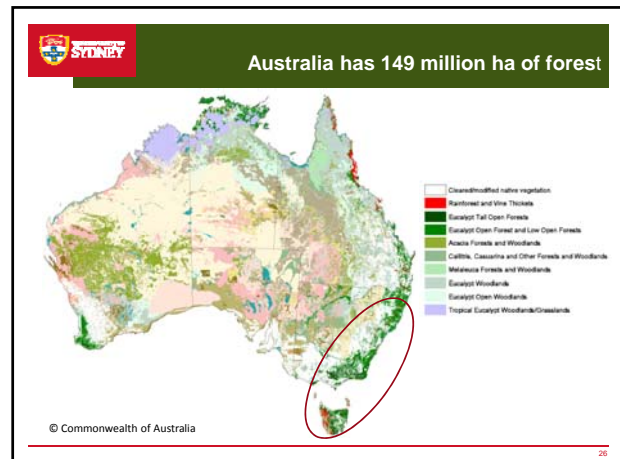 SYDNEY
Australia has 149 million ha of forest
Cleared/modified native vegetation
Rainforest and Vine Thickets
Eucalypt Tall Open Forests
Eucalypt Open Forest and Low Open Forests
Acacia Forests and Woodlands
Callitris, Casuarina and Other Forests and Woodlands
Melaleuca Forests and Woodlands
Eucalypt Woodlands
Eucalypt Open Woodlands
Tropical Eucalypt Woodlands/Grasslands
© Commonwealth of Australia
26